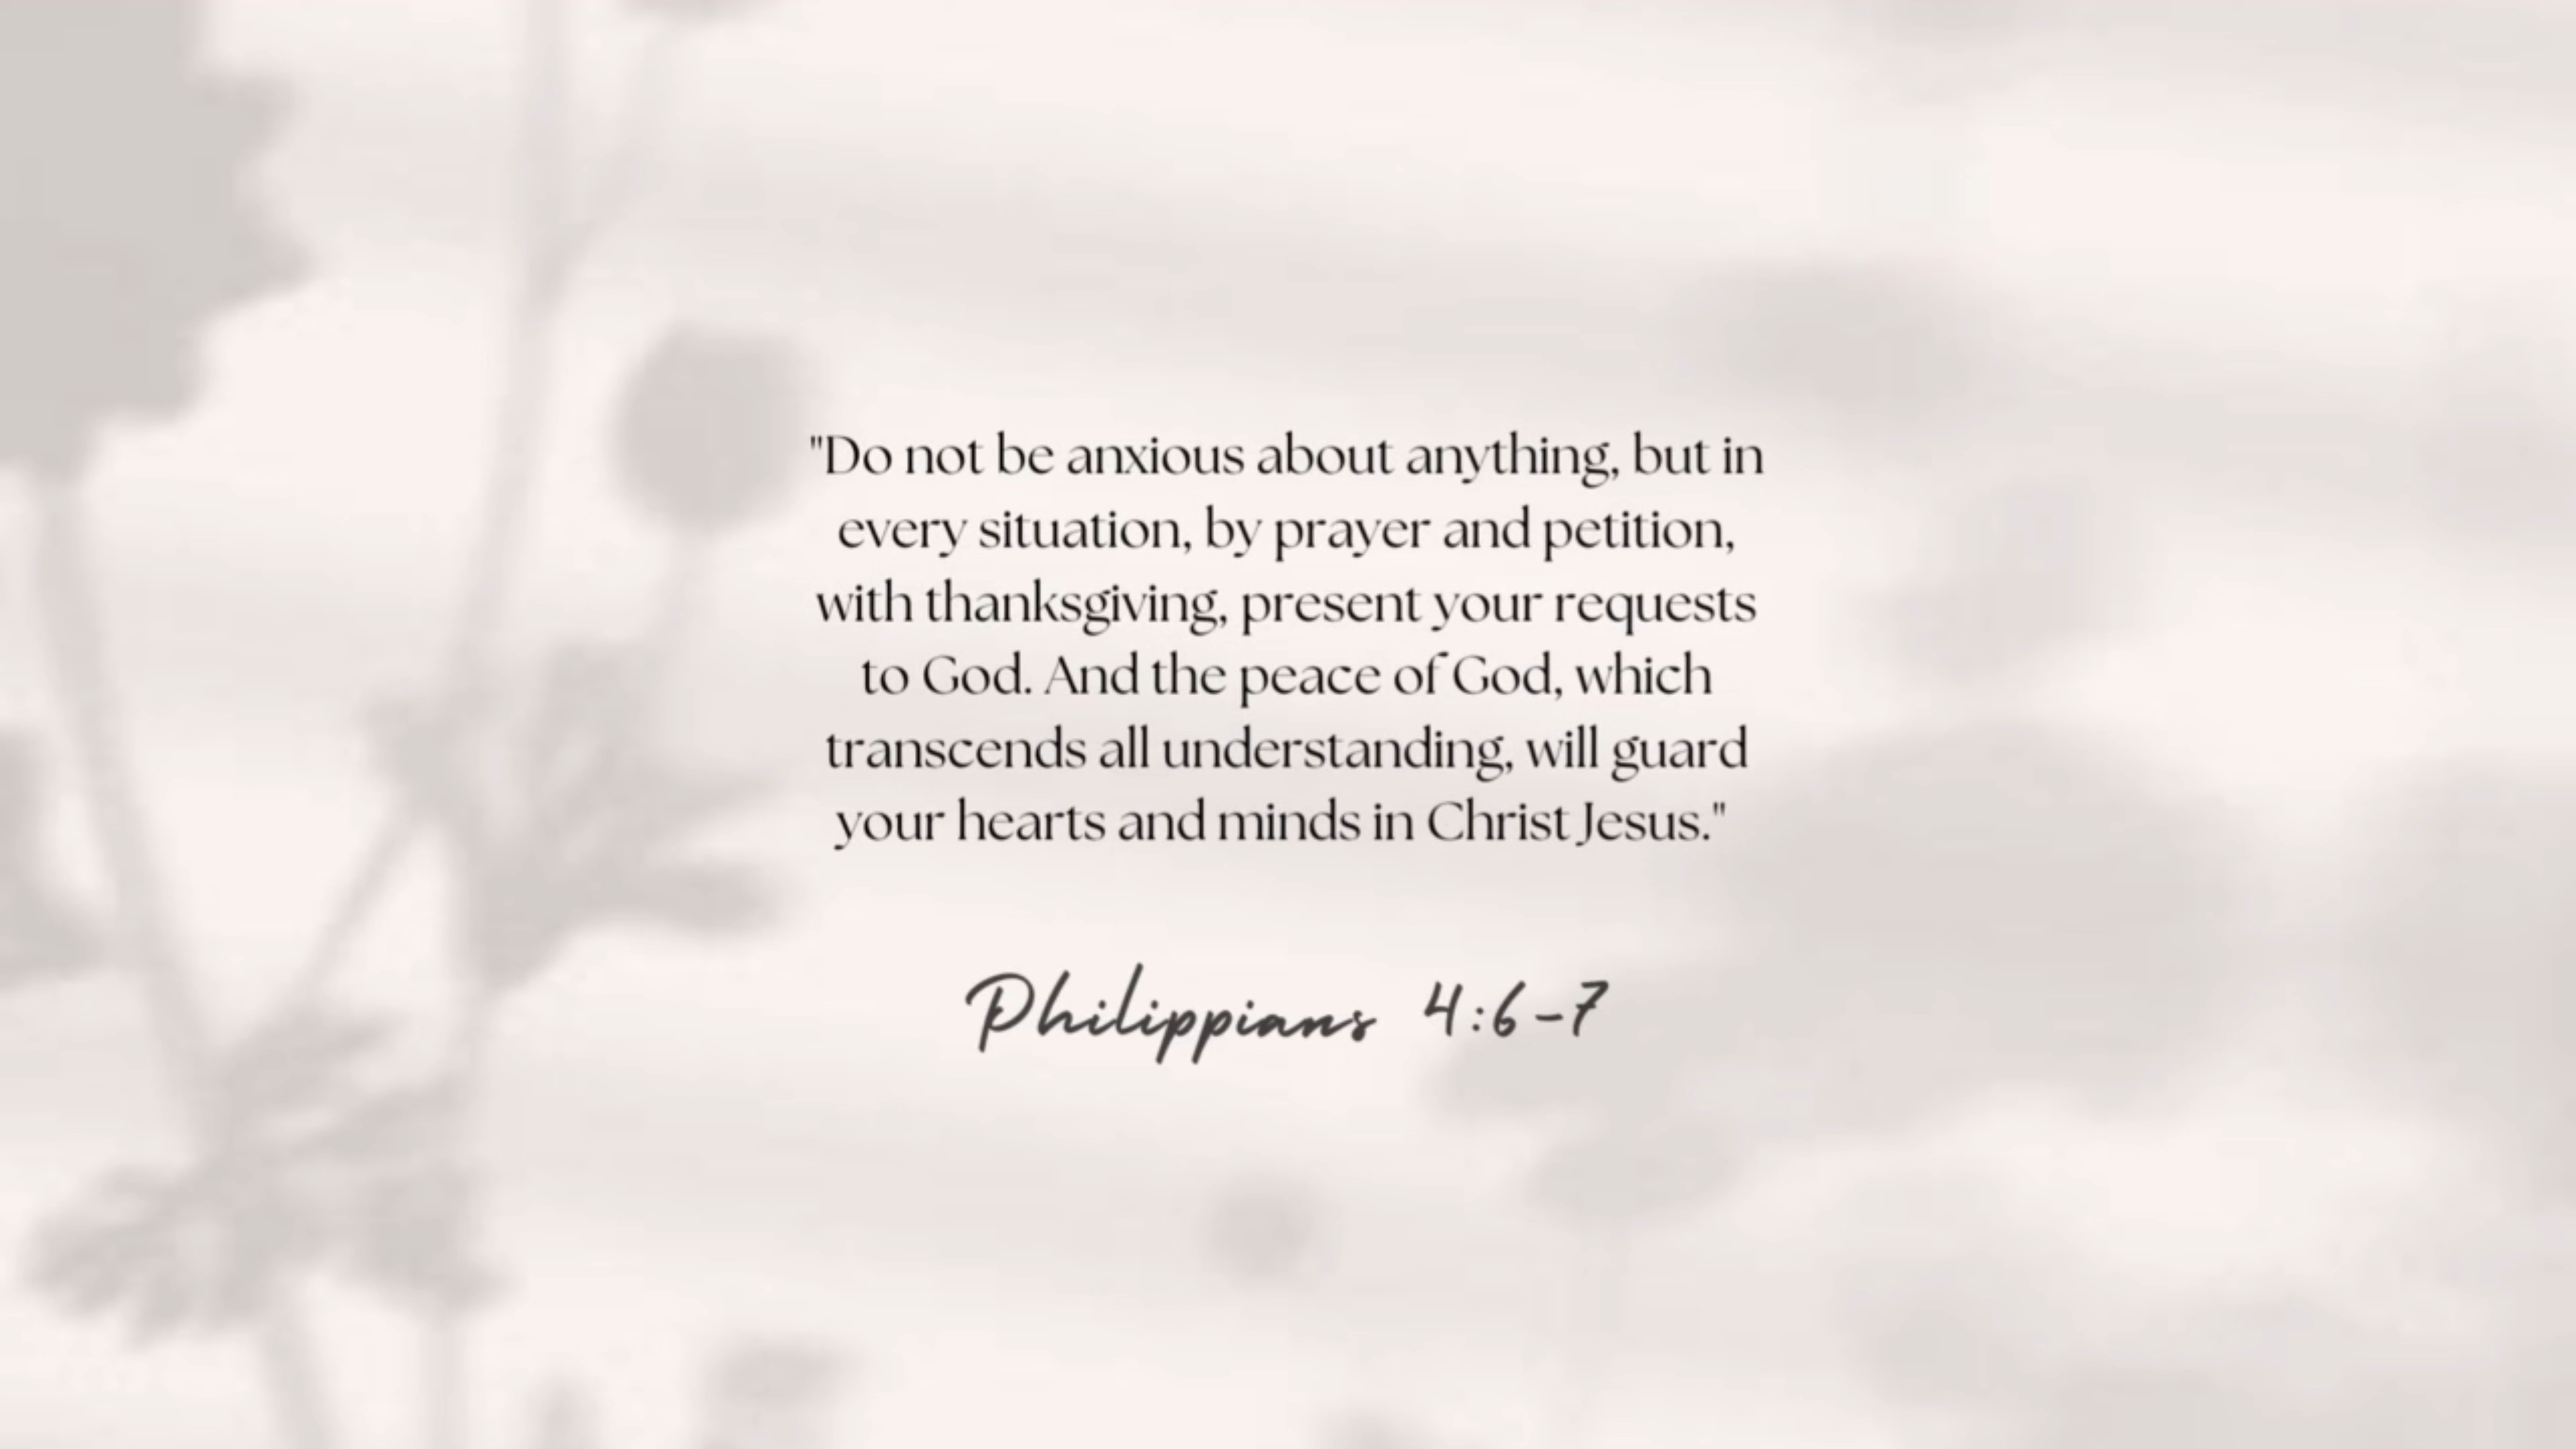 "Do not be anxious about anything, but in
every situation, by prayer and petition,
with thanksgiving, present your requests
to God. And the peace of God, which
transcends all understanding, will guard
your hearts and minds in Christ Jesus."
Philippians 4:6-7